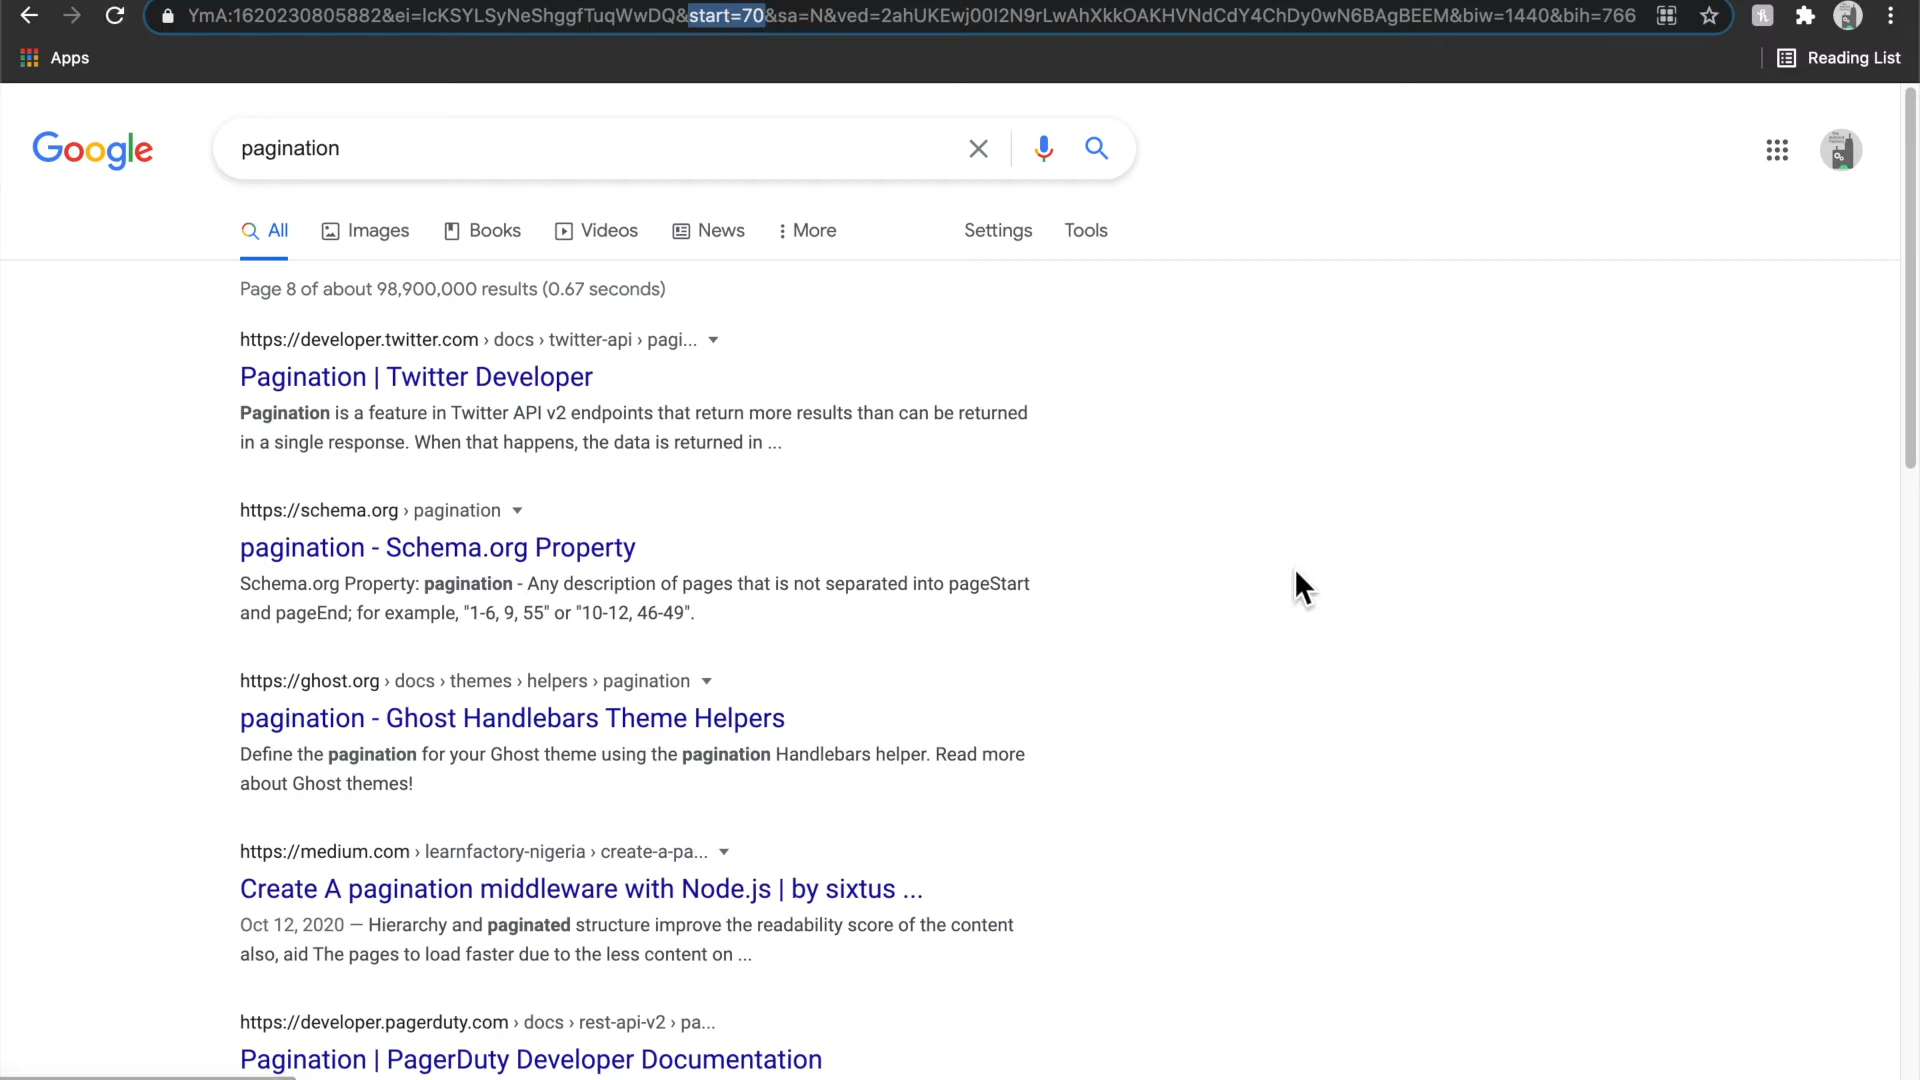 YmA:1620230805882&ei=lcKSYLSyNeShggfTuqWwDQ&start=70&sa=N&ved=2ahUKEwj00I2N9rLwAhXkkOAKHVNdCdY4ChDy0wN6BAgBEEM&biw=1440&bih=766
Apps
Reading List
Google
pagination
All
Images
Books
Videos
News
More
Settings
Tools
Page 8 of about 98,900,000 results (0.67 seconds)
https://developer.twitter.com › docs › twitter-api › pagi...
Pagination | Twitter Developer
Pagination is a feature in Twitter API v2 endpoints that return more results than can be returned
in a single response. When that happens, the data is returned in ...
https://schema.org › pagination
pagination - Schema.org Property
Schema.org Property: pagination - Any description of pages that is not separated into pageStart
and pageEnd; for example, "1-6, 9, 55" or "10-12, 46-49".
https://ghost.org › docs › themes › helpers › pagination
pagination - Ghost Handlebars Theme Helpers
Define the pagination for your Ghost theme using the pagination Handlebars helper. Read more
about Ghost themes!
https://medium.com › learnfactory-nigeria › create-a-pa...
Create A pagination middleware with Node.js | by sixtus ...
Oct 12, 2020 — Hierarchy and paginated structure improve the readability score of the content
also, aid The pages to load faster due to the less content on ...
https://developer.pagerduty.com › docs › rest-api-v2 › pa...
Pagination | PagerDuty Developer Documentation